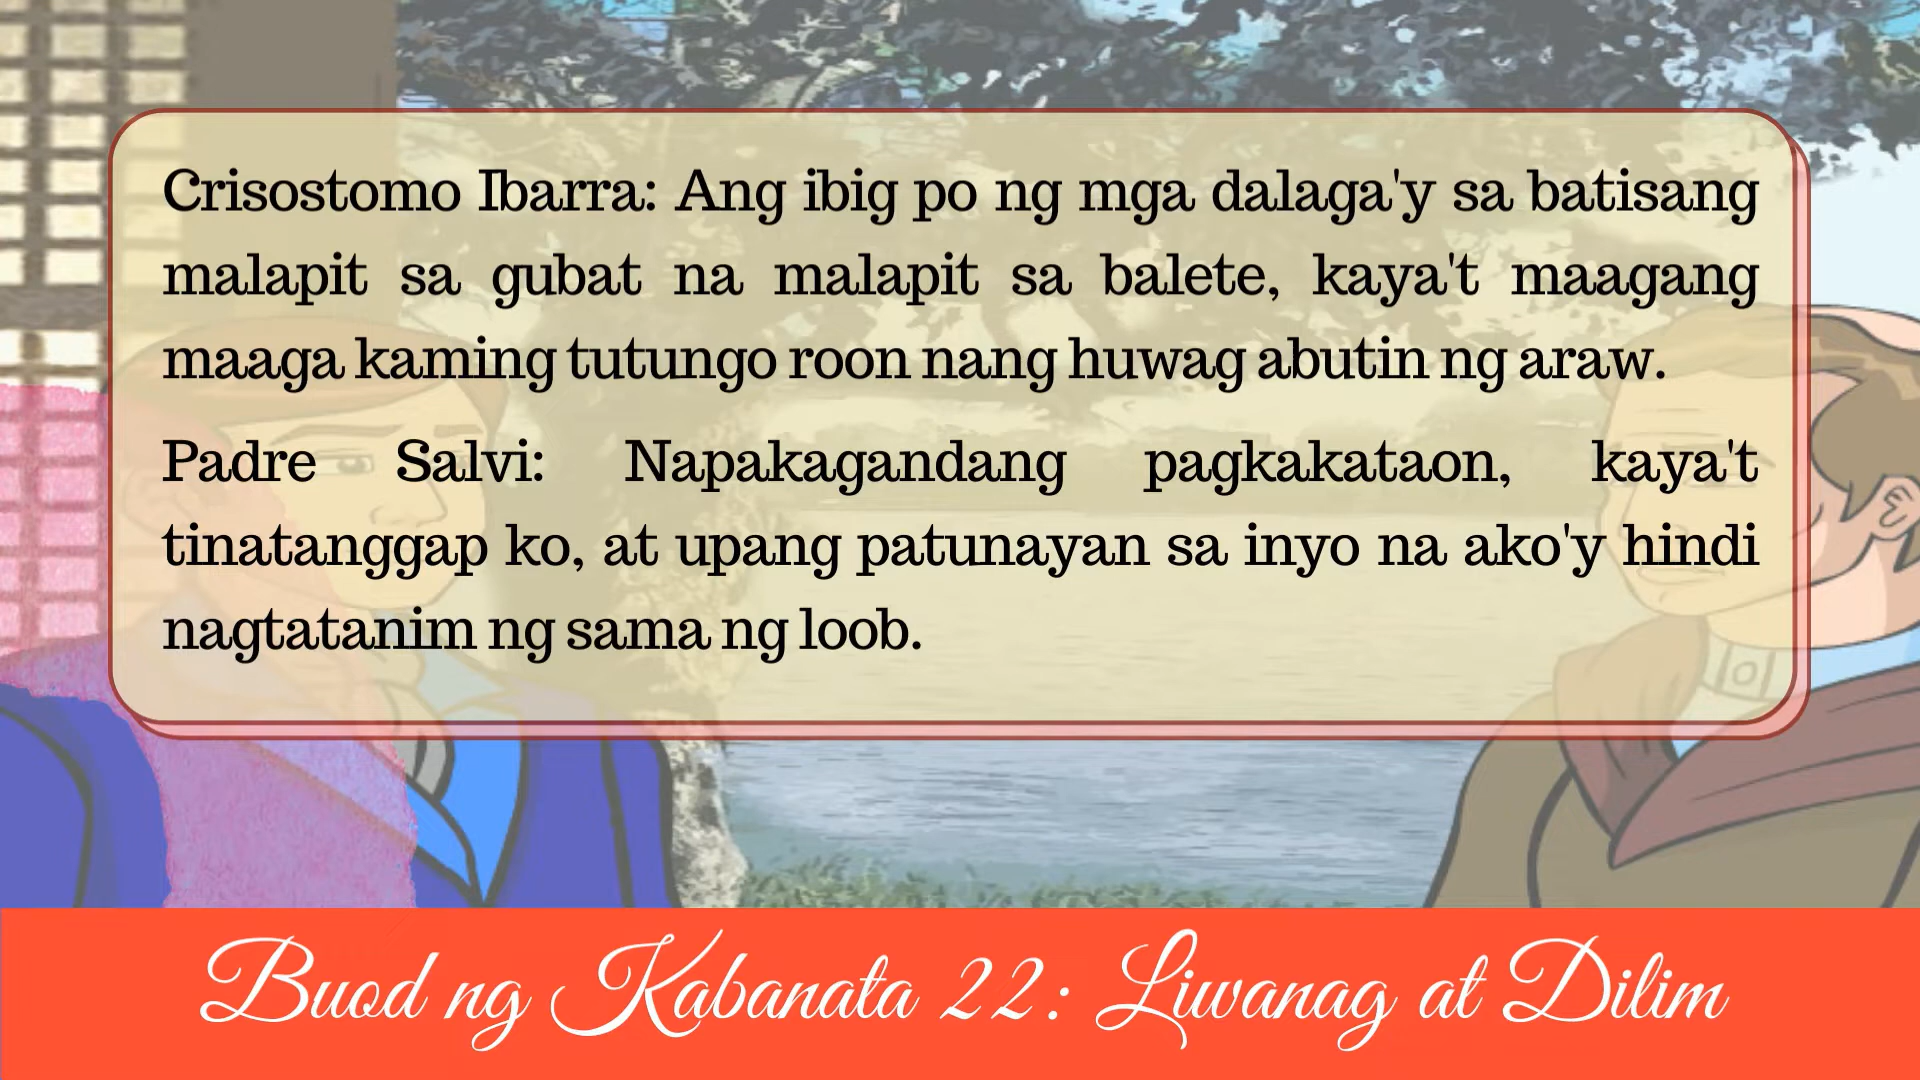 Crisostomo Ibarra: Ang ibig po ng mga dalaga'y sa batisang
malapit sa gubat na malapit sa balete, kaya't maagang
maaga kaming tutungo roon nang huwag abutin ng araw.
Padre Salvi: Napakagandang pagkakataon, kaya't
tinatanggap ko, at upang patunayan sa inyo na ako'y hindi
nagtatanim ng sama ng loob.
Buod ng Kabanata 22: Liwanag at Dilim